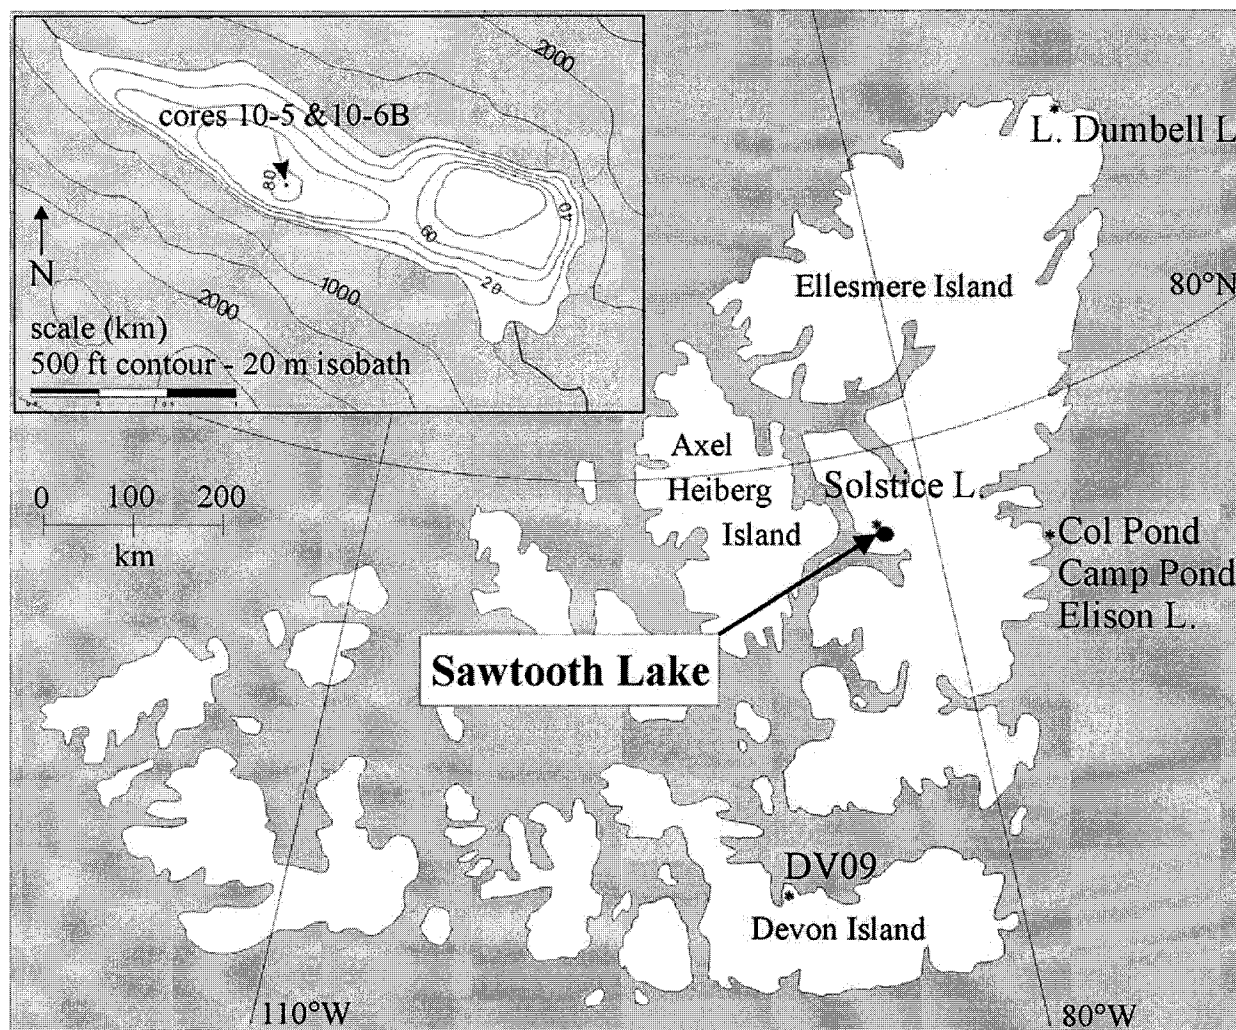 2000
cores 10-5 &10-6B
80
40
60
20
N
1000
2000
scale (km)
500 ft contour - 20 m isobath
L. Dumbell L
Ellesmere Island
80°N
Axel
Heiberg
Island
Solstice L.
0 100 200
km
Col Pond
Camp Pond
Elison L.
Sawtooth Lake
DV09
Devon Island
110°W
80°W